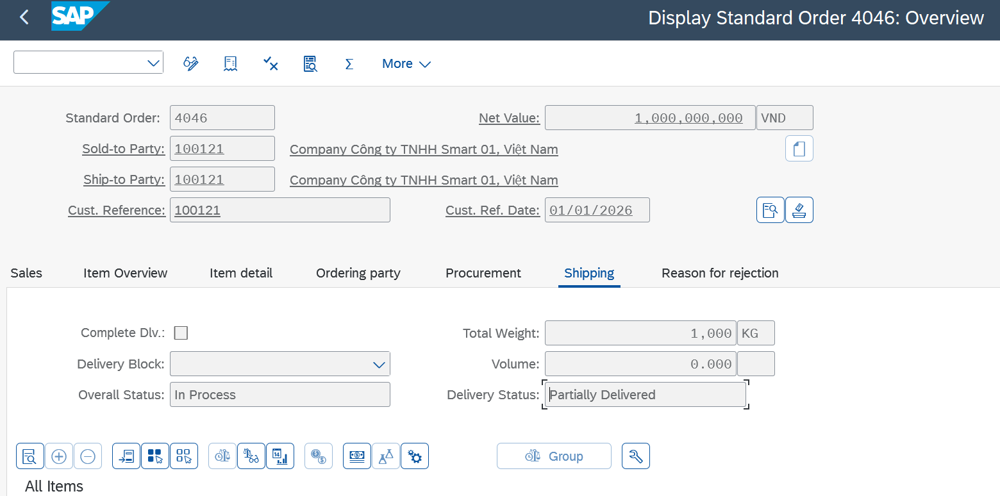 SAP
Display Standard Order 4046: Overview
More
Standard Order: 4046
Net Value: 1,000,000,000 VND
Sold-to Party: 100121 Company Công ty TNHH Smart 01, Việt Nam
Ship-to Party: 100121 Company Công ty TNHH Smart 01, Việt Nam
Cust. Reference: 100121
Cust. Ref. Date: 01/01/2026
Sales Item Overview Item detail Ordering party Procurement Shipping Reason for rejection
Complete Dlv.:
Total Weight: 1,000 KG
Delivery Block:
Volume: 0.000
Overall Status: In Process
Delivery Status: Partially Delivered
14
Group
All Items